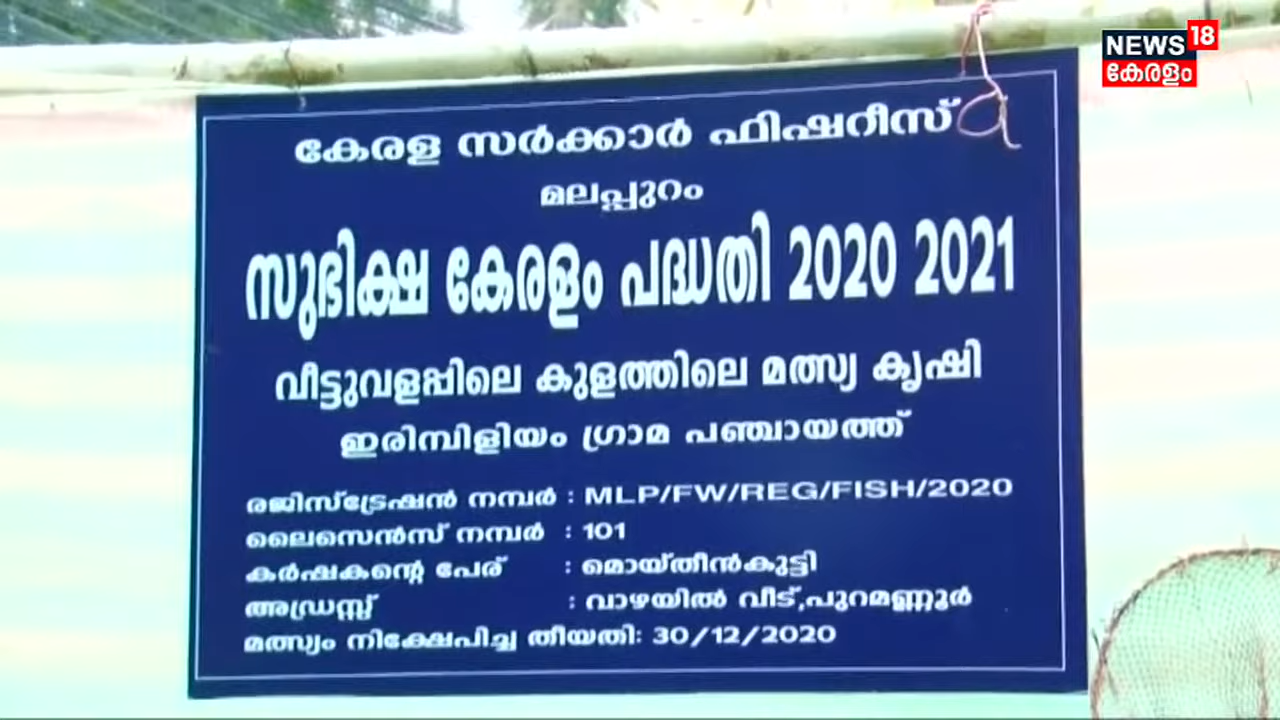 NEWS 18
കേരളം
കേരള സർക്കാർ ഫിഷറീസ്
മലപ്പുറം
സുഭിക്ഷ കേരളം പദ്ധതി 2020 2021
വീട്ടുവളപ്പിലെ കുളത്തിലെ മത്സ്യ കൃഷി
ഇരിമ്പിളിയം ഗ്രാമ പഞ്ചായത്ത്
രജിസ്ട്രേഷൻ നമ്പർ : MLP/FW/REG/FISH/2020
ലൈസെൻസ് നമ്പർ : 101
കർഷകന്റെ പേര് : മൊയ്തീൻകുട്ടി
അഡ്രസ്സ് : വാഴയിൽ വീട്,പുറമണ്ണൂർ
മത്സ്യം നിക്ഷേപിച്ച തീയതി: 30/12/2020